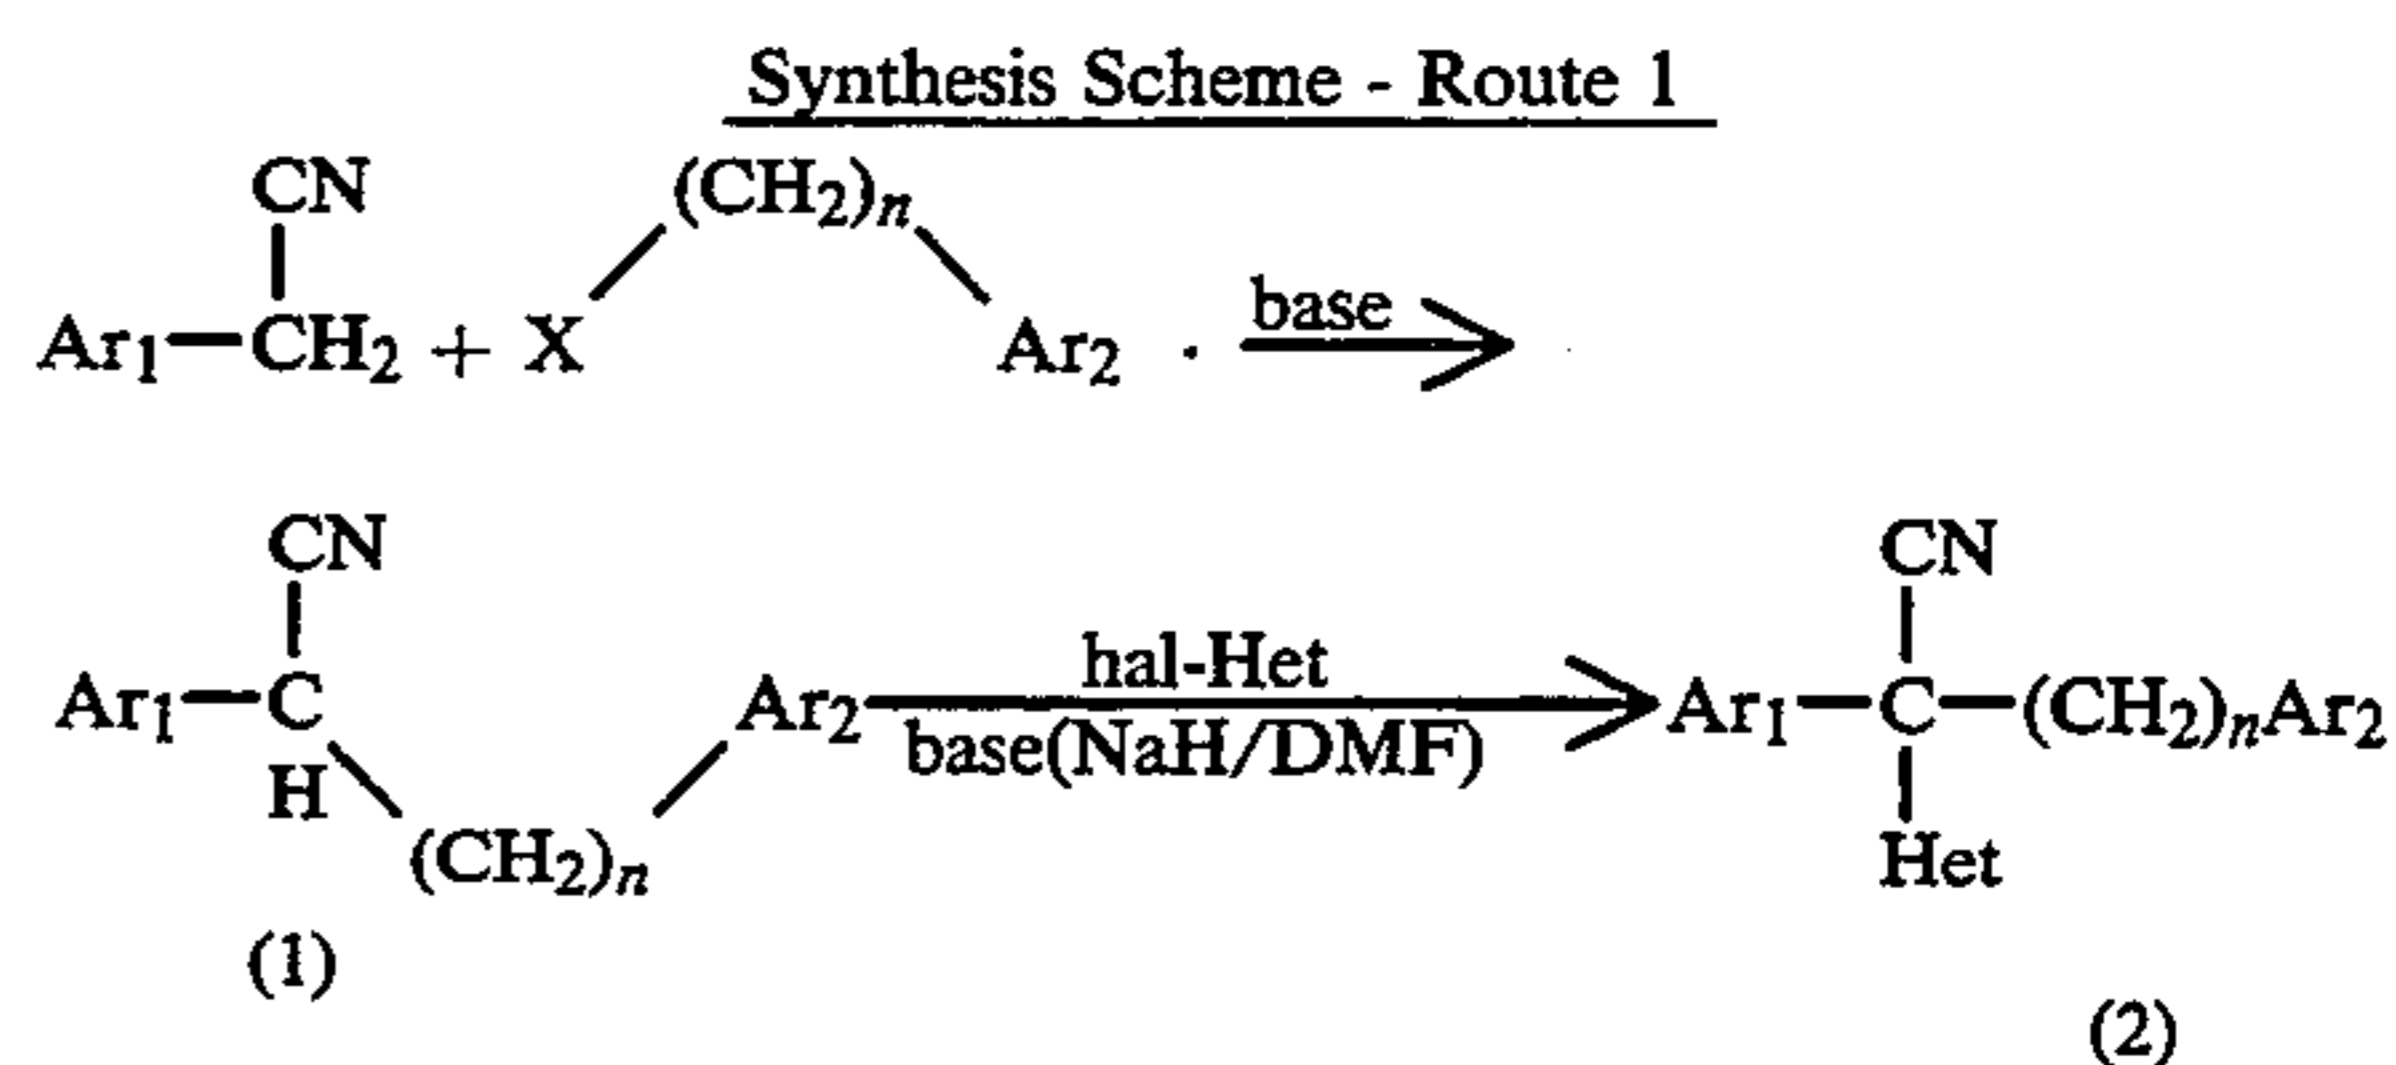 Synthesis Scheme - Route 1
CN
(CH2)n
Ar1—CH2 + X
Ar2 . base
CN
Ar1—C
H
(CH2)n
Ar2
hal-Het
base(NaH/DMF)
CN
Ar1—C—(CH2)nAr2
Het
(1)
(2)